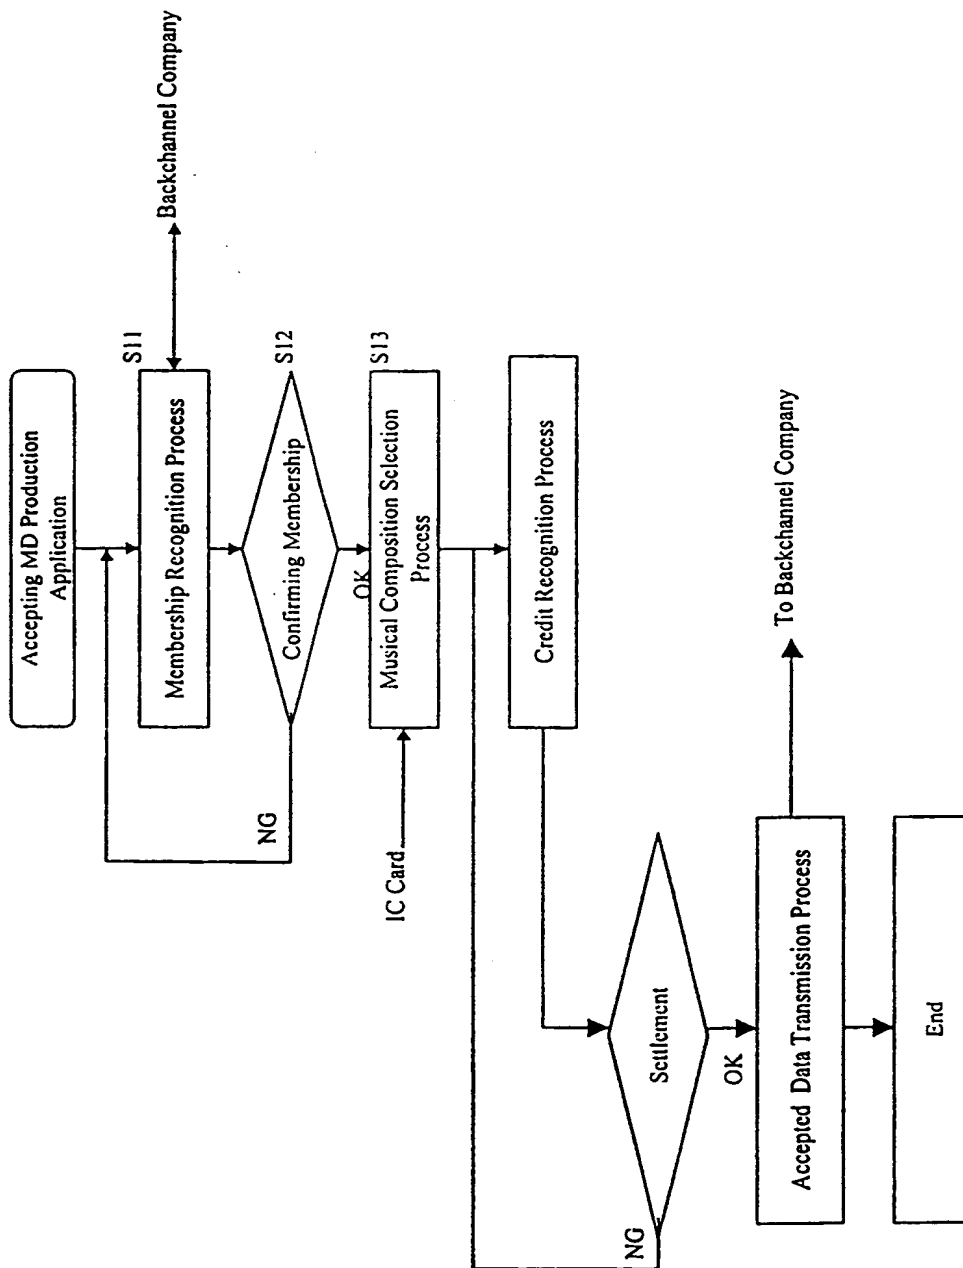 Accepting MD Production
Application
S11
Membership Recognition Process
Backchannel Company
S12
Confirming Membership
NG
OK
S13
Musical Composition Selection
Process
IC Card
Credit Recognition Process
Settlement
NG
OK
Accepted Data Transmission Process
To Backchannel Company
End